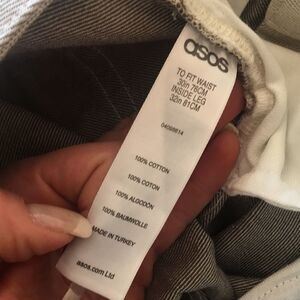 asos
TO FIT WAIST
30in 76CM
INSIDE LEG
32in 81CM
100% COTTON
100% COTON
100% ALGODÓN
100% BAUMWOLLE
MADE IN TURKEY
asos.com Ltd